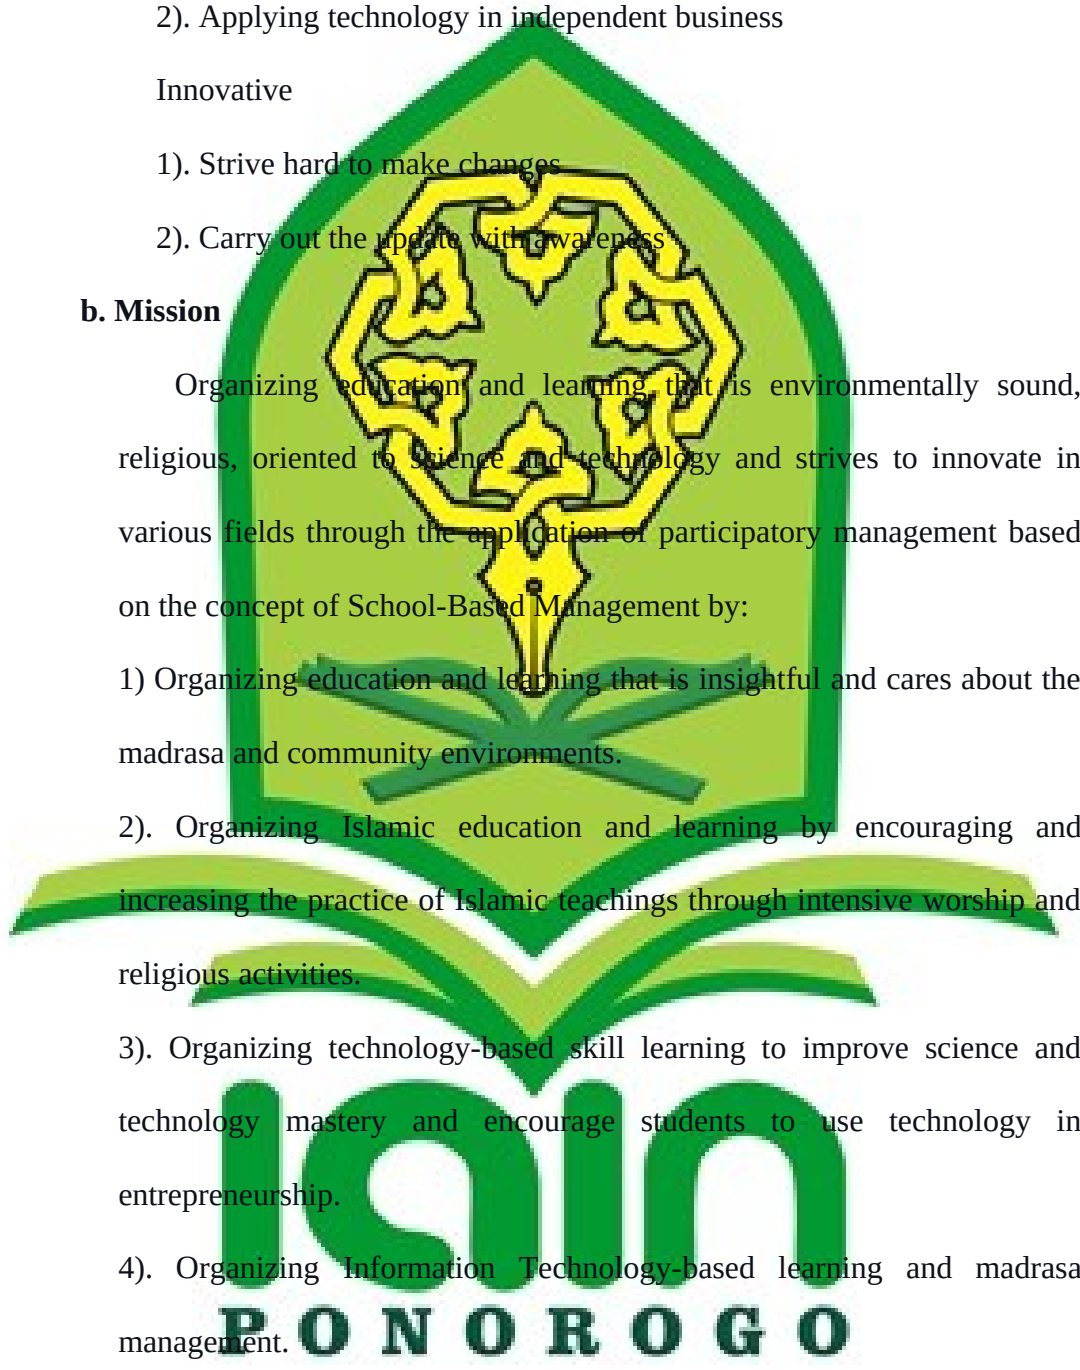 2). Applying technology in independent business
Innovative
1). Strive hard to make changes
2). Carry out the update with awareness
b. Mission
Organizing education and learning that is environmentally sound,
religious, oriented to science and technology and strives to innovate in
various fields through the application of participatory management based
on the concept of School-Based Management by:
1) Organizing education and learning that is insightful and cares about the
madrasa and community environments.
2). Organizing Islamic education and learning by encouraging and
increasing the practice of Islamic teachings through intensive worship and
religious activities.
3). Organizing technology-based skill learning to improve science and
technology mastery and encourage students to use technology in
entrepreneurship.
4). Organizing Information Technology-based learning and madrasa
management.
iain
PONOROGO